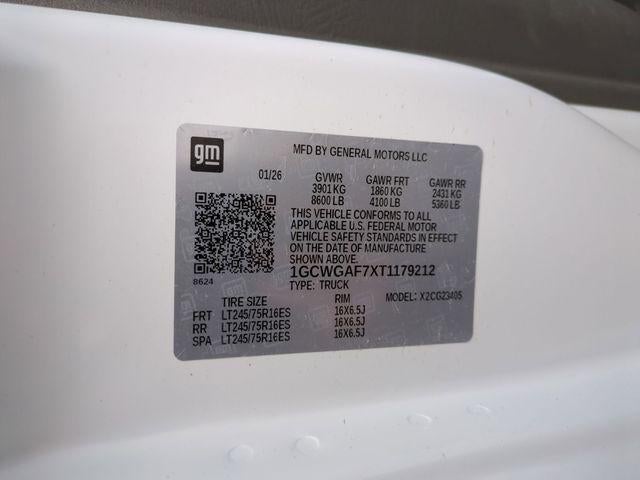 gm
MFD BY GENERAL MOTORS LLC
01/26 GVWR GAWR FRT GAWR RR
3901 KG 1860 KG 2431 KG
8600 LB 4100 LB 5360 LB
THIS VEHICLE CONFORMS TO ALL
APPLICABLE U.S. FEDERAL MOTOR
VEHICLE SAFETY STANDARDS IN EFFECT
ON THE DATE OF MANUFACTURE
SHOWN ABOVE.
1GCWGAF7XT1179212
8624
TYPE: TRUCK
MODEL: X2CG23405
TIRE SIZE RIM
FRT LT245/75R16ES 16X6.5J
RR LT245/75R16ES 16X6.5J
SPA LT245/75R16ES 16X6.5J